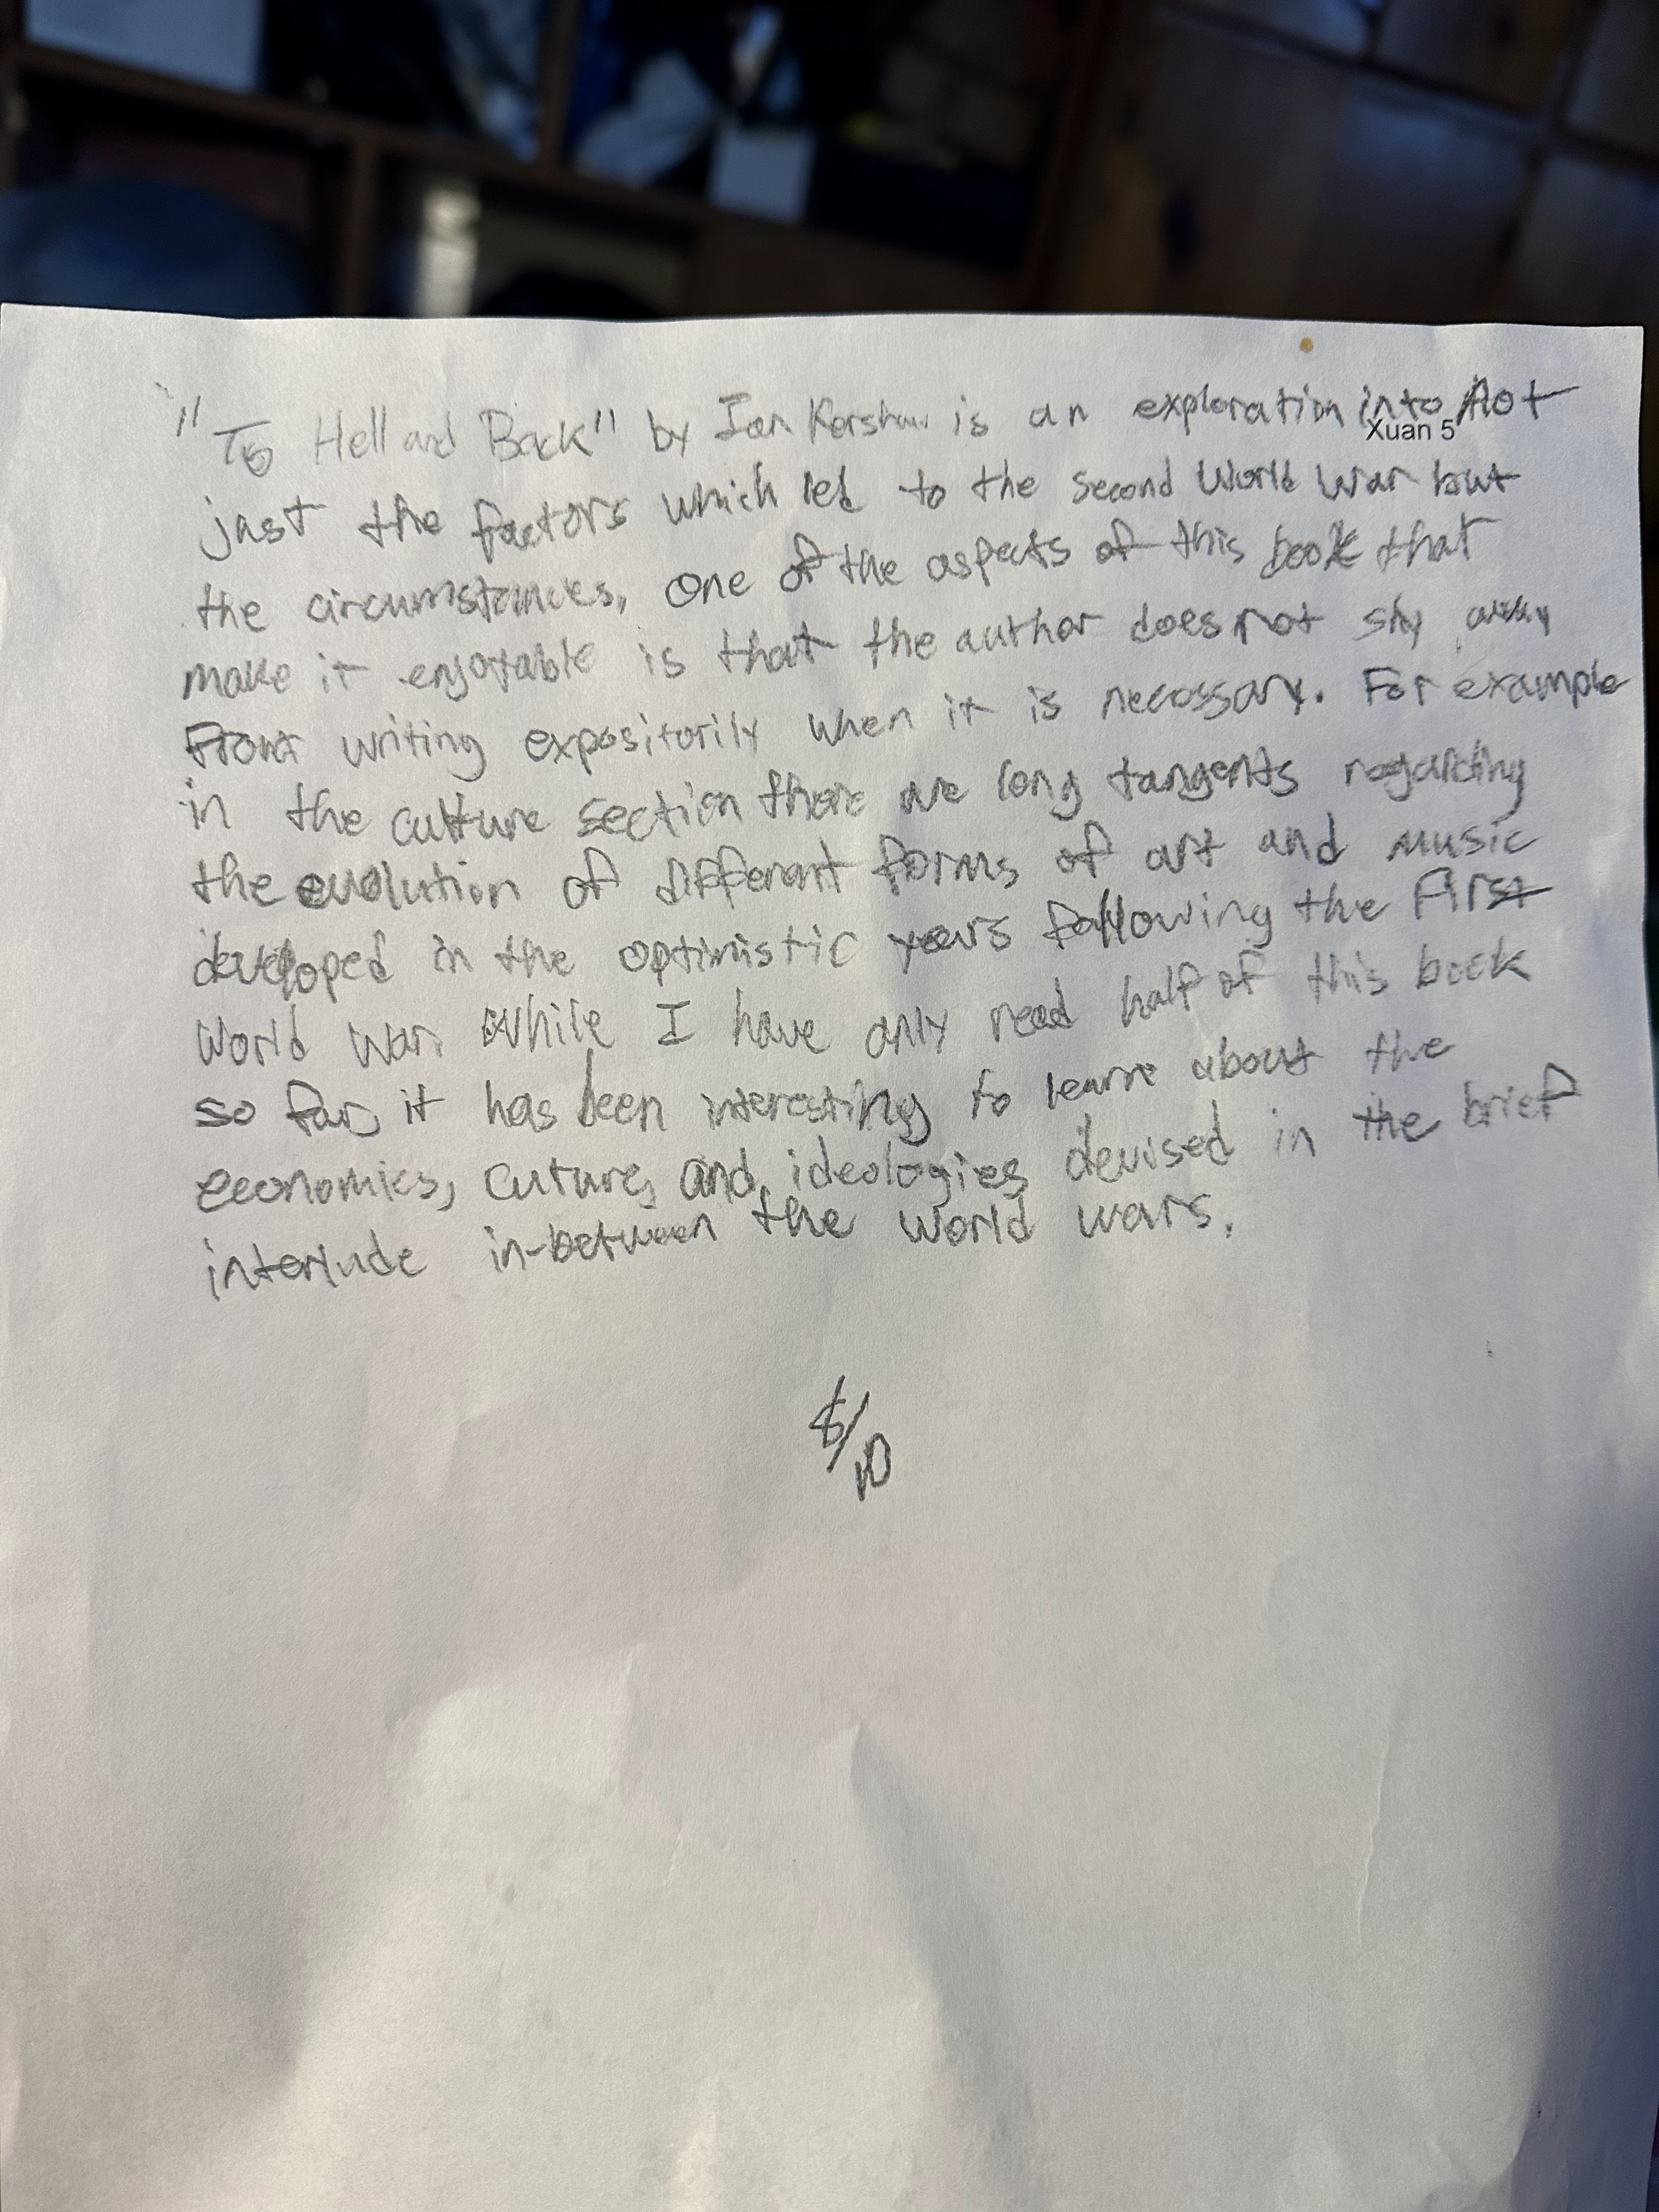 "To Hell and Back" by Ian Kershaw is an exploration into not
Xuan 5
just the factors which led to the second World War but
the circumstances, One of the aspects of this book that
make it enjoyable is that the author does not shy away
from writing expositorily when it is necessary. For example
in the culture section there are long tangents regarding
the evolution of different forms of art and music
developed in the optimistic years following the First
World War. While I have only read half of this book
so far, it has been interesting to learn about the
economics, cuture, and ideologies devised in the brief
interlude in-between the world wars.
/10